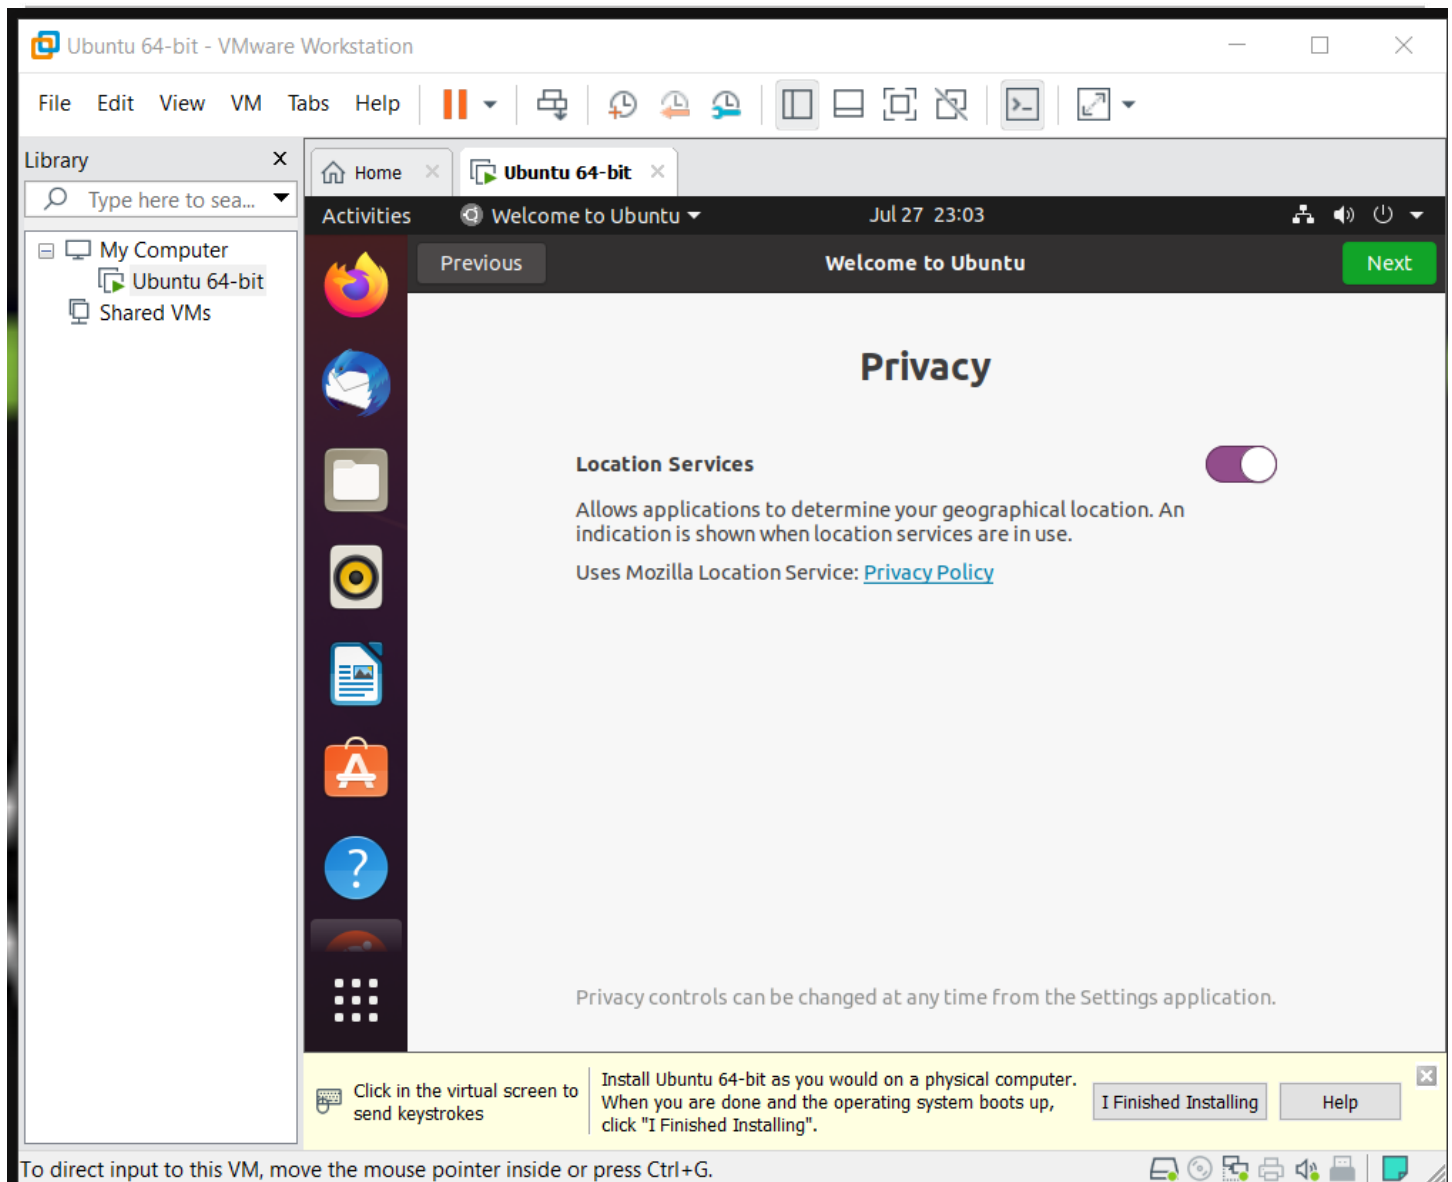 Ubuntu 64-bit - VMware Workstation
File Edit View VM Tabs Help
Library X
Type here to sea...
My Computer
Ubuntu 64-bit
Shared VMs
Home
Ubuntu 64-bit
Activities Welcome to Ubuntu Jul 27 23:03
Previous Welcome to Ubuntu Next
Privacy
Location Services
Allows applications to determine your geographical location. An
indication is shown when location services are in use.
Uses Mozilla Location Service: Privacy Policy
Privacy controls can be changed at any time from the Settings application.
Click in the virtual screen to
send keystrokes
Install Ubuntu 64-bit as you would on a physical computer.
When you are done and the operating system boots up,
click "I Finished Installing".
I Finished Installing
Help
To direct input to this VM, move the mouse pointer inside or press Ctrl+G.